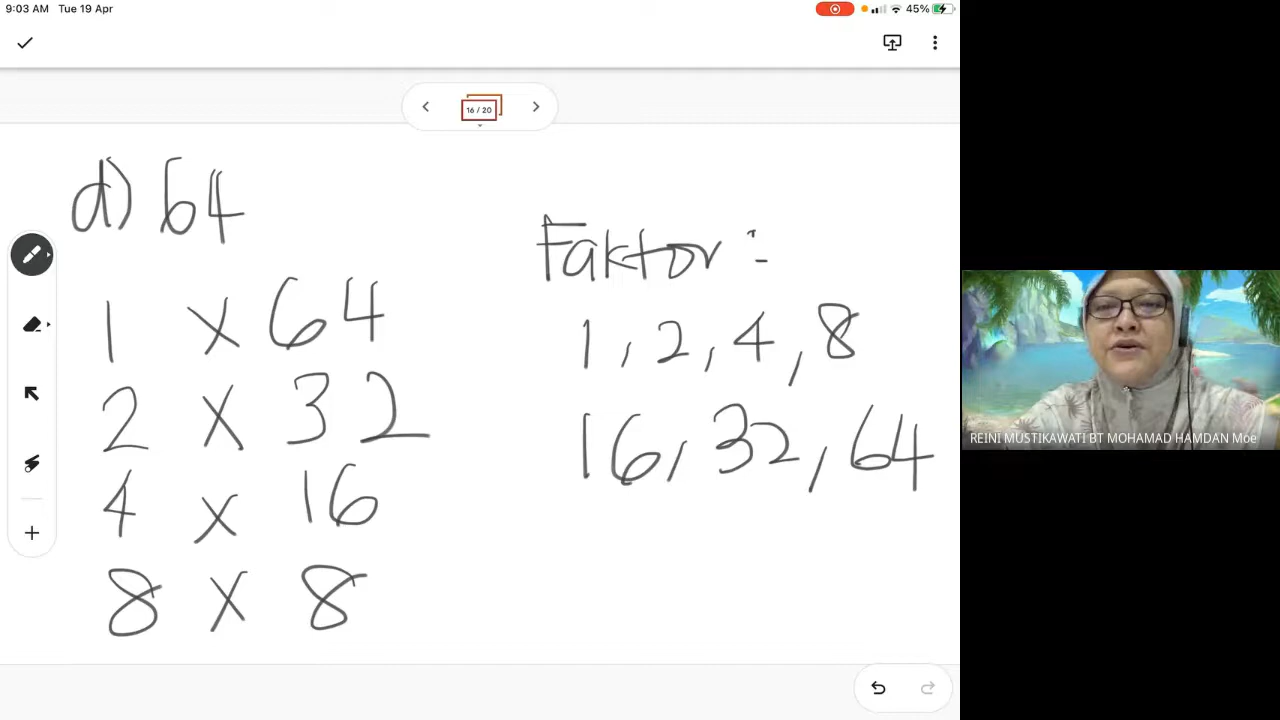 9:03 AM Tue 19 Apr
45%
16 / 20
d) 64
1 x 64
2 x 32
4 x 16
8 x 8
Faktor :-
1, 2, 4, 8
16, 32, 64
REINI MUSTIKAWATI BT MOHAMAD HAMDAN Moe